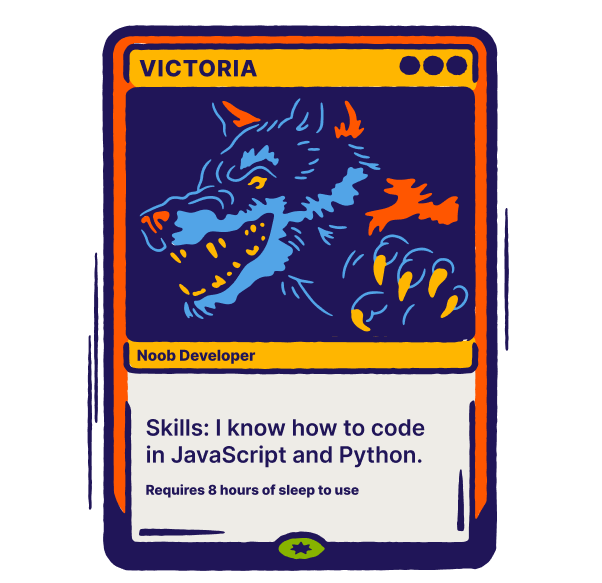 VICTORIA
Noob Developer
Skills: I know how to code
in JavaScript and Python.
Requires 8 hours of sleep to use